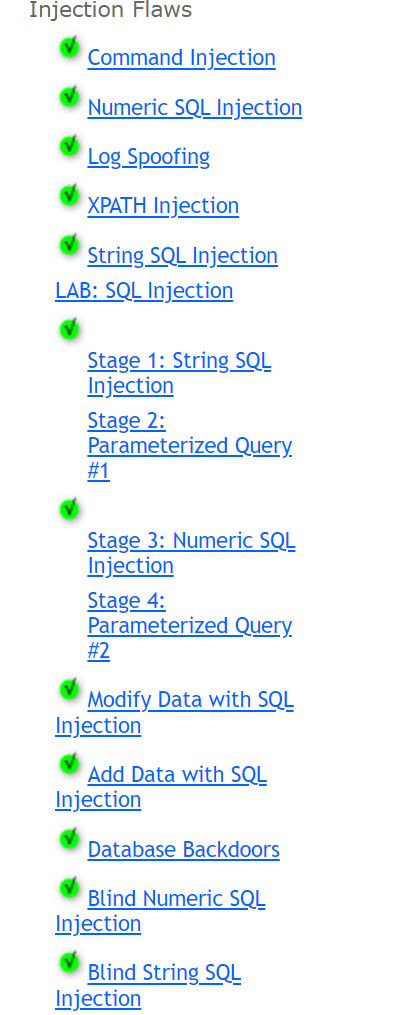 Injection Flaws
Command Injection
Numeric SQL Injection
Log Spoofing
XPATH Injection
String SQL Injection
LAB: SQL Injection
Stage 1: String SQL
Injection
Stage 2:
Parameterized Query
#1
Stage 3: Numeric SQL
Injection
Stage 4:
Parameterized Query
#2
Modify Data with SQL
Injection
Add Data with SQL
Injection
Database Backdoors
Blind Numeric SQL
Injection
Blind String SQL
Injection